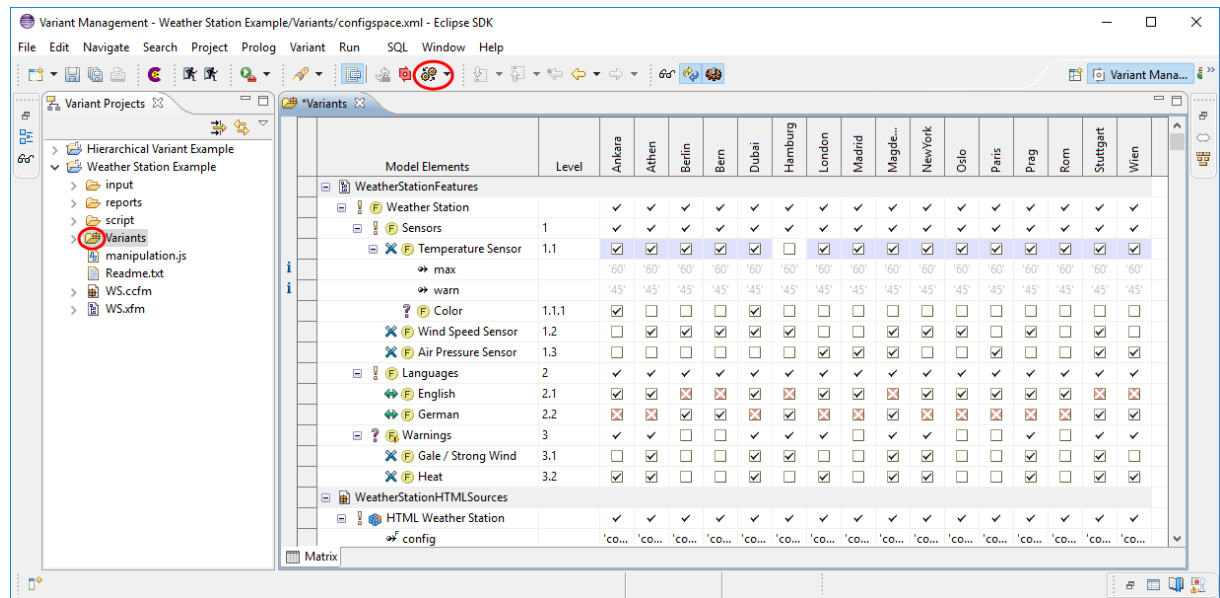 Variant Management - Weather Station Example/Variants/configspace.xml - Eclipse SDK
File Edit Navigate Search Project Prolog Variant Run SQL Window Help
Variant Mana...
Variant Projects
Hierarchical Variant Example
Weather Station Example
input
reports
script
Variants
manipulation.js
Readme.txt
WS.ccfm
WS.xfm
*Variants
Model Elements Level Ankara Athen Berlin Bern Dubai Hamburg London Madrid Magde... NewYork Oslo Paris Prag Rom Stuttgart Wien
WeatherStationFeatures
Weather Station
Sensors 1
Temperature Sensor 1.1
max '60' '60' '60' '60' '60' '60' '60' '60' '60' '60' '60' '60' '60' '60' '60' '60'
warn '45' '45' '45' '45' '45' '45' '45' '45' '45' '45' '45' '45' '45' '45' '45' '45'
Color 1.1.1
Wind Speed Sensor 1.2
Air Pressure Sensor 1.3
Languages 2
English 2.1
German 2.2
Warnings 3
Gale / Strong Wind 3.1
Heat 3.2
WeatherStationHTMLSources
HTML Weather Station
config 'co... 'co... 'co... 'co... 'co... 'co... 'co... 'co... 'co... 'co... 'co... 'co... 'co... 'co... 'co... 'co...
Matrix